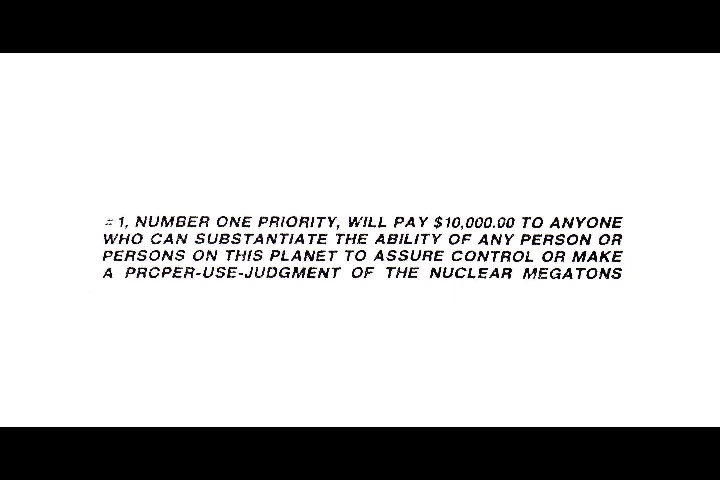 #1, NUMBER ONE PRIORITY, WILL PAY $10,000.00 TO ANYONE
WHO CAN SUBSTANTIATE THE ABILITY OF ANY PERSON OR
PERSONS ON THIS PLANET TO ASSURE CONTROL OR MAKE
A PROPER-USE-JUDGMENT OF THE NUCLEAR MEGATONS